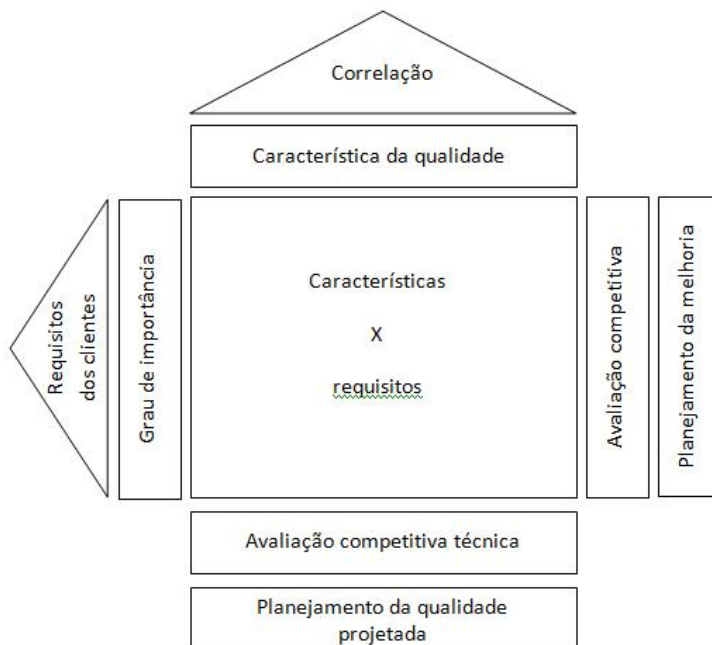 Correlação
Característica da qualidade
Requisitos
dos clientes
Grau de importância
Características
X
requisitos
Avaliação competitiva
Planejamento da melhoria
Avaliação competitiva técnica
Planejamento da qualidade
projetada